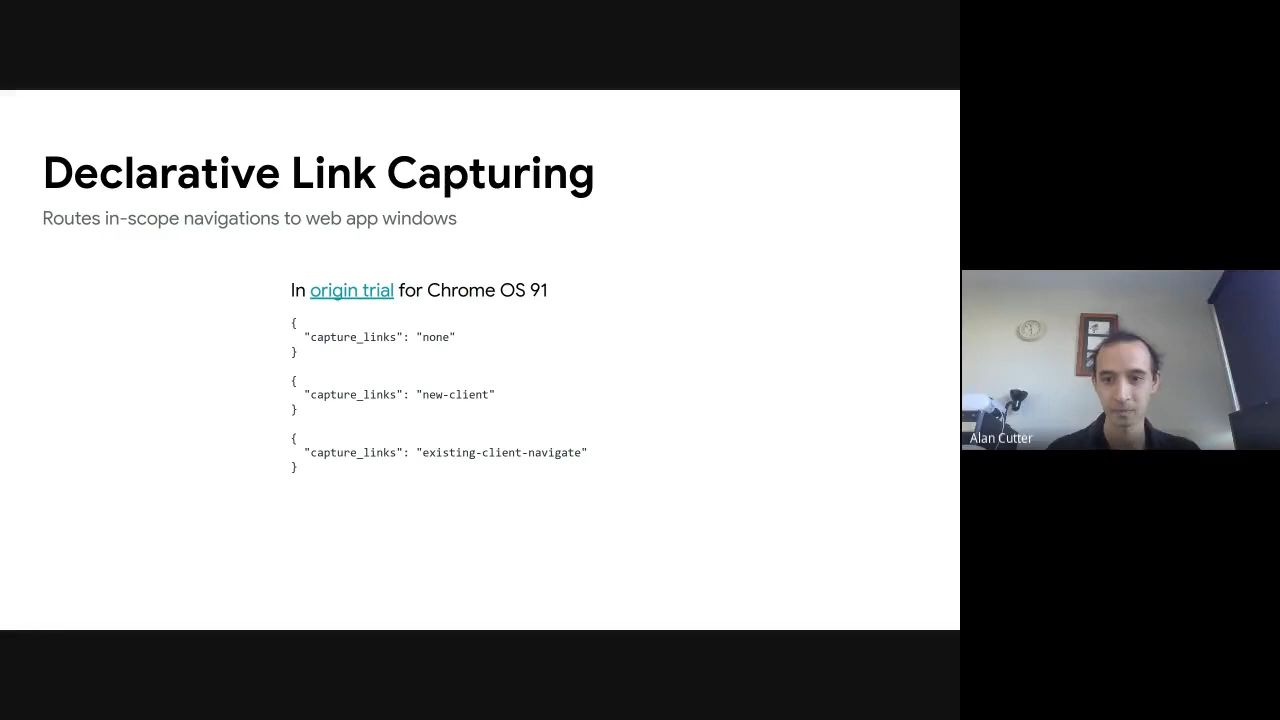 Declarative Link Capturing
Routes in-scope navigations to web app windows
In origin trial for Chrome OS 91
{
"capture_links": "none"
}
{
"capture_links": "new-client"
}
{
"capture_links": "existing-client-navigate"
}
Alan Cutter